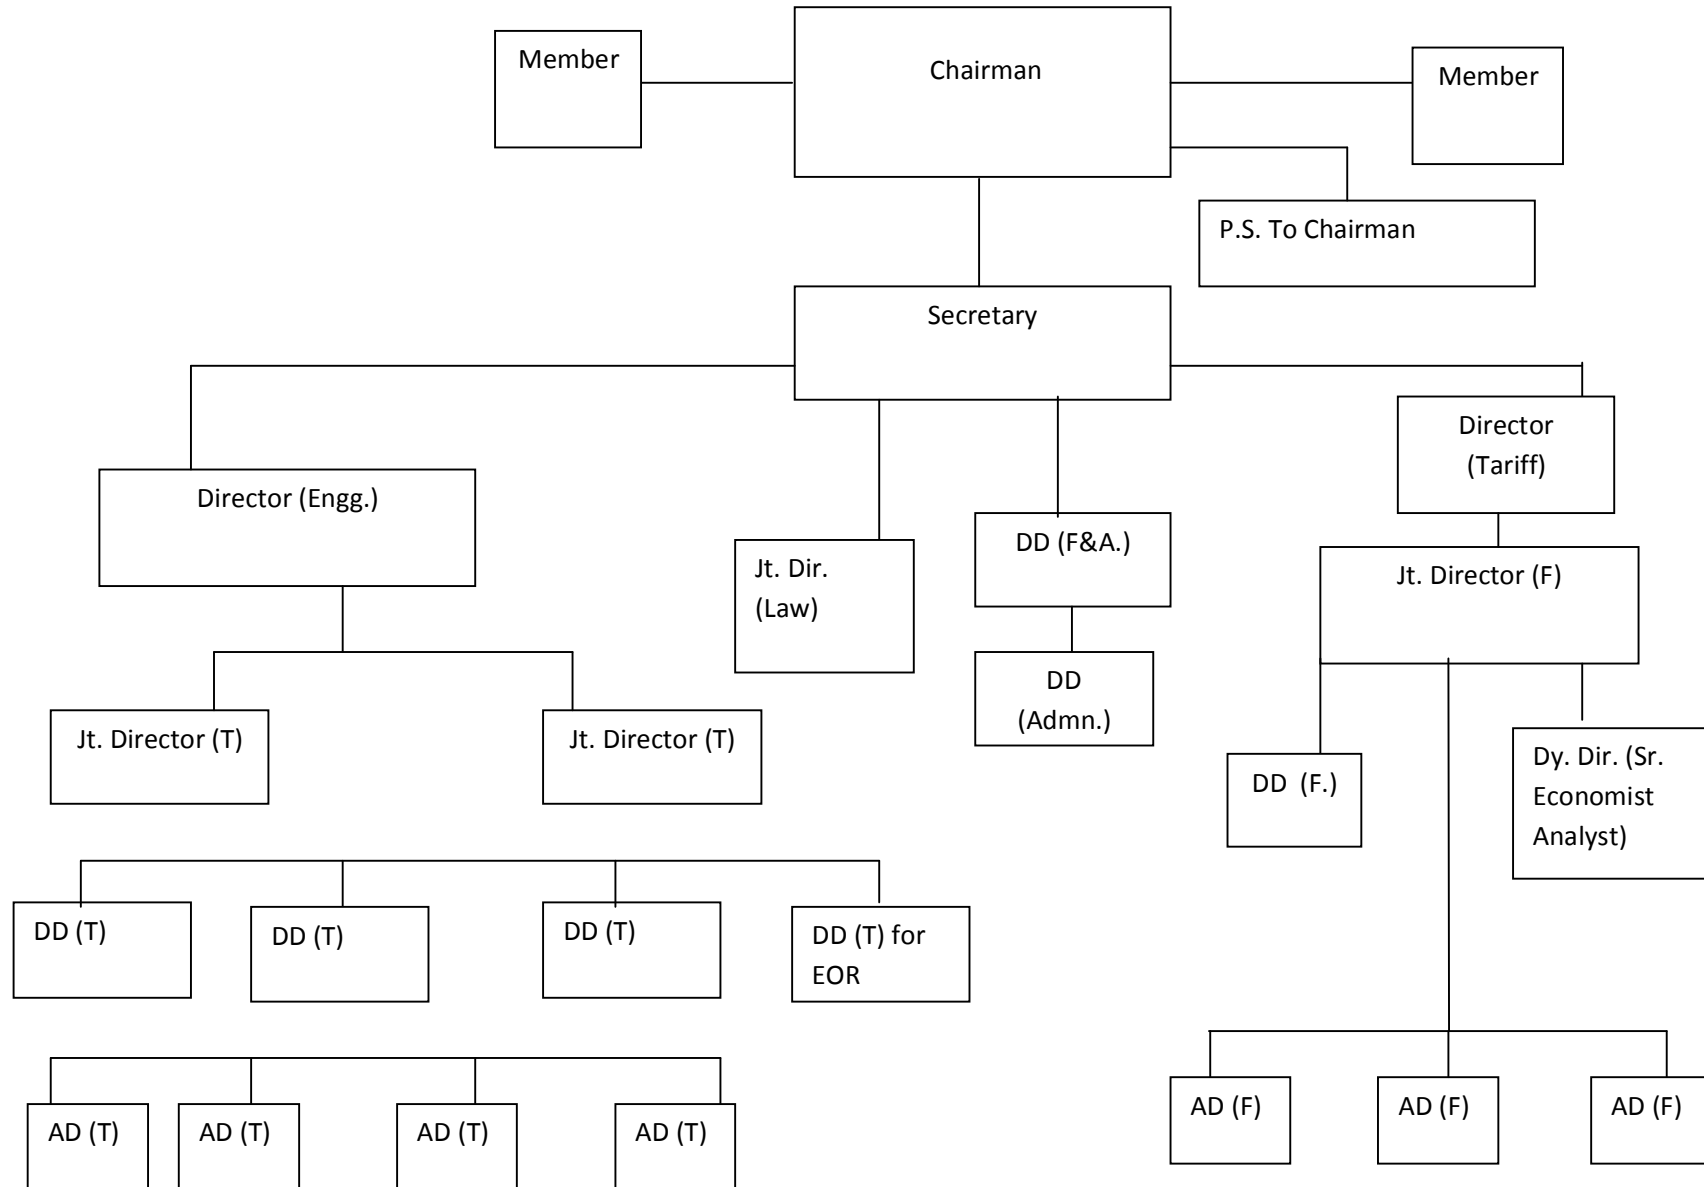 Member
Chairman
Member
P.S. To Chairman
Secretary
Director
(Tariff)
Director (Engg.)
Jt. Dir.
(Law)
DD (F&A.)
Jt. Director (F)
DD
(Admn.)
Jt. Director (T)
Jt. Director (T)
DD  (F.)
Dy. Dir. (Sr.
Economist
Analyst)
DD (T)
DD (T)
DD (T)
DD (T) for
EOR
AD (T)
AD (T)
AD (T)
AD (T)
AD (F)
AD (F)
AD (F)